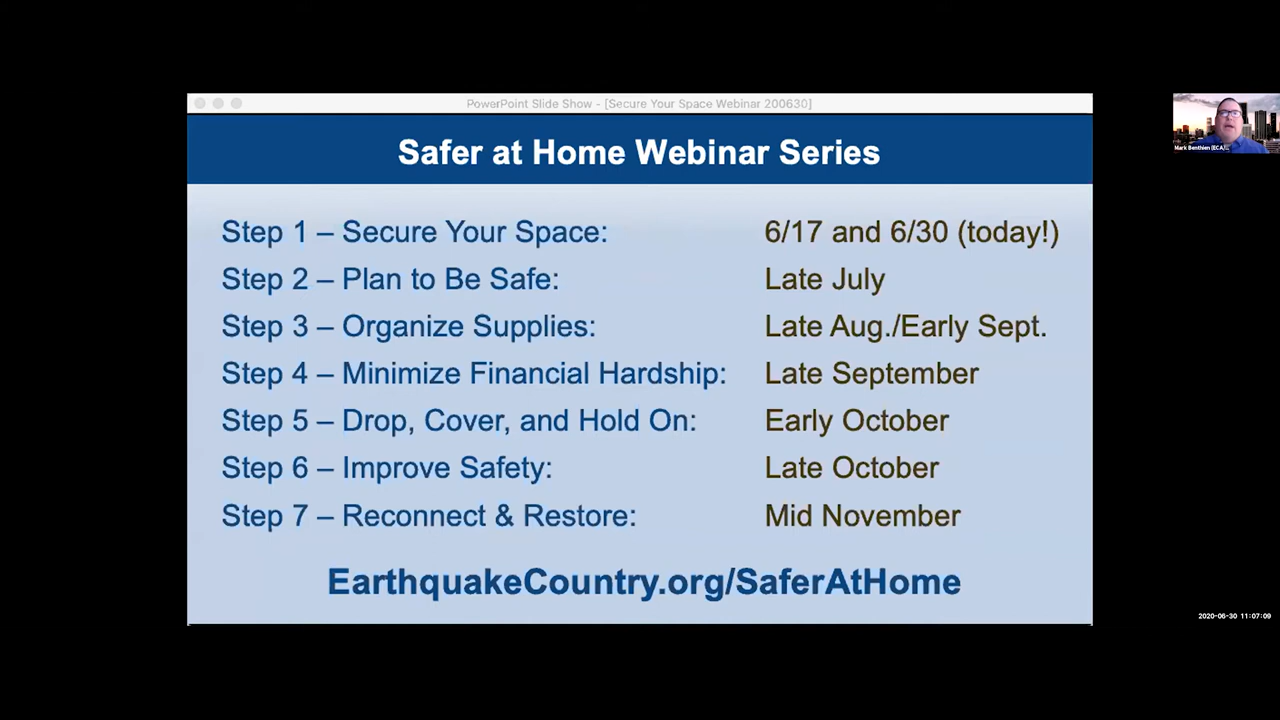 PowerPoint Slide Show - [Secure Your Space Webinar 200630]
Safer at Home Webinar Series
Step 1 – Secure Your Space: 6/17 and 6/30 (today!)
Step 2 – Plan to Be Safe: Late July
Step 3 – Organize Supplies: Late Aug./Early Sept.
Step 4 – Minimize Financial Hardship: Late September
Step 5 – Drop, Cover, and Hold On: Early October
Step 6 – Improve Safety: Late October
Step 7 – Reconnect & Restore: Mid November
EarthquakeCountry.org/SaferAtHome
Mark Benthien (ECA/
2020-06-30 11:07:09